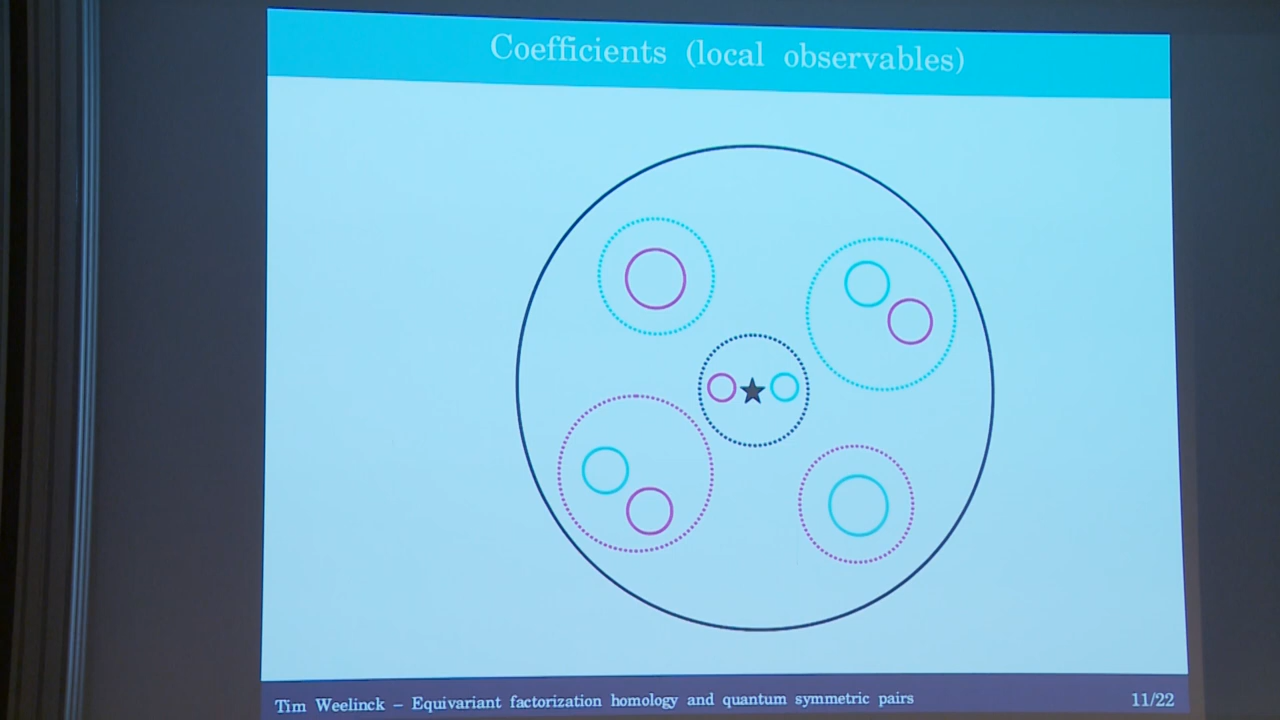 Coefficients (local observables)
Tim Weelinck – Equivariant factorization homology and quantum symmetric pairs 11/22